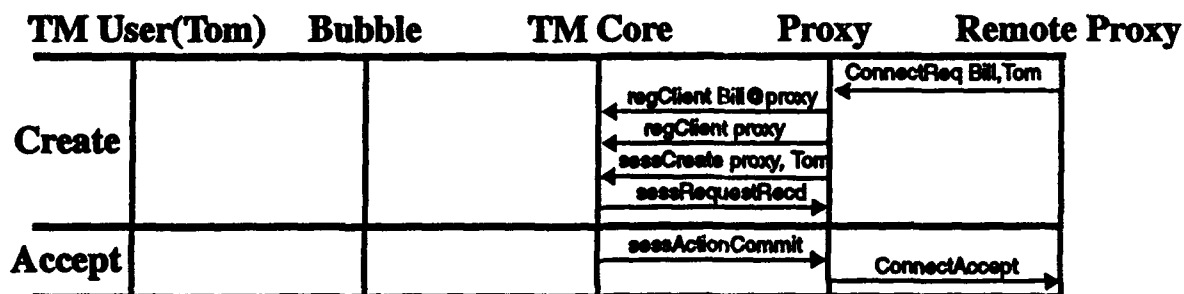 TM User(Tom) Bubble TM Core Proxy Remote Proxy
ConnectReq Bill,Tom
regClient Bill@proxy
regClient proxy
Create
sessCreate proxy, Tom
sessRequestRecd
sessActionCommit
Accept
ConnectAccept